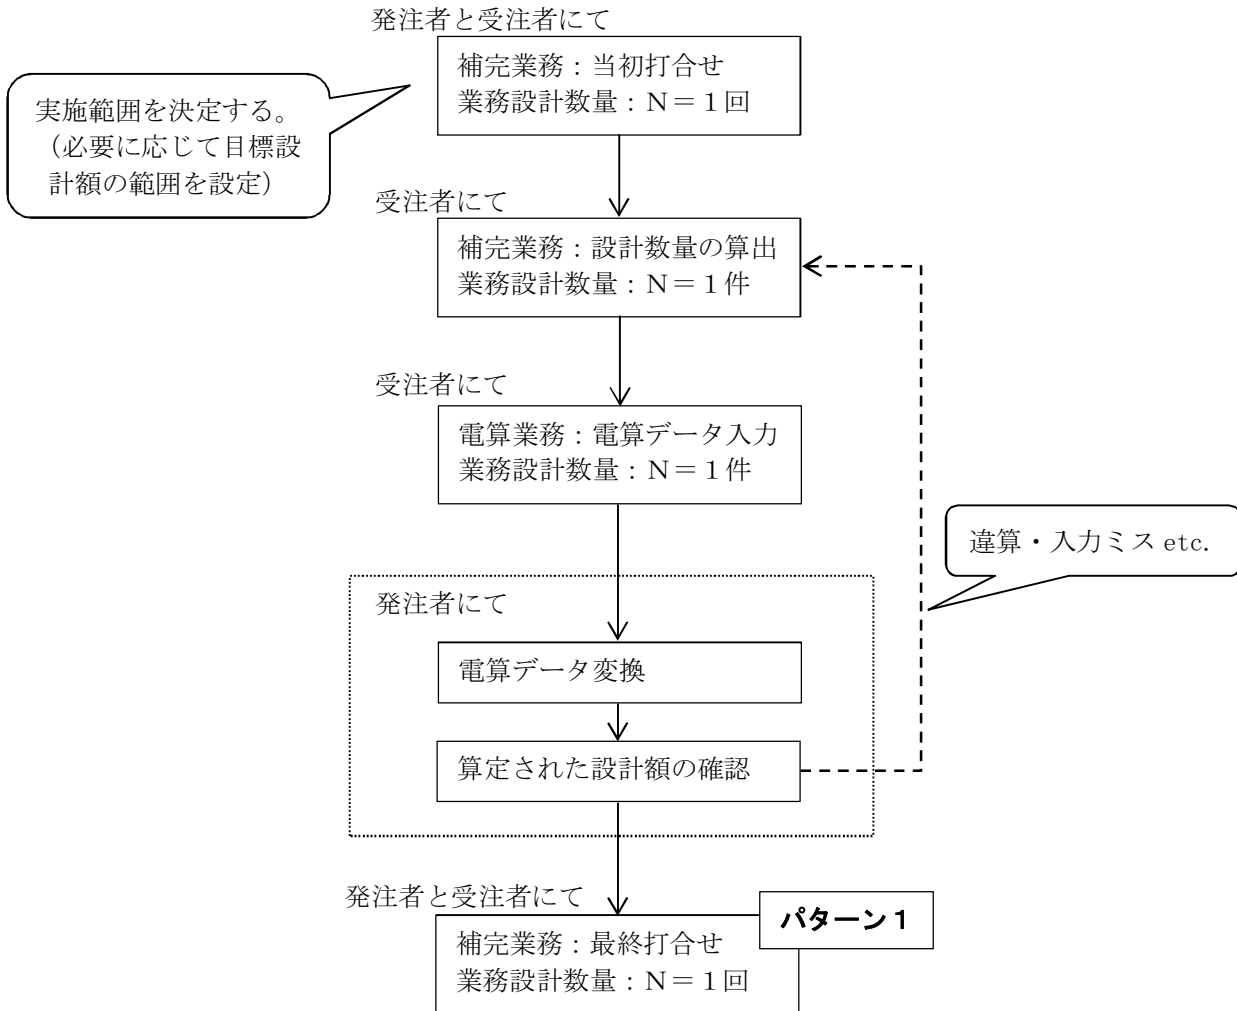 発注者と受注者にて
補完業務：当初打合せ
業務設計数量：Ｎ＝１回
実施範囲を決定する。
（必要に応じて目標設
計額の範囲を設定）
受注者にて
補完業務：設計数量の算出
業務設計数量：Ｎ＝１件
受注者にて
電算業務：電算データ入力
業務設計数量：Ｎ＝１件
違算・入力ミス etc.
発注者にて
電算データ変換
算定された設計額の確認
発注者と受注者にて
パターン１
補完業務：最終打合せ
業務設計数量：Ｎ＝１回